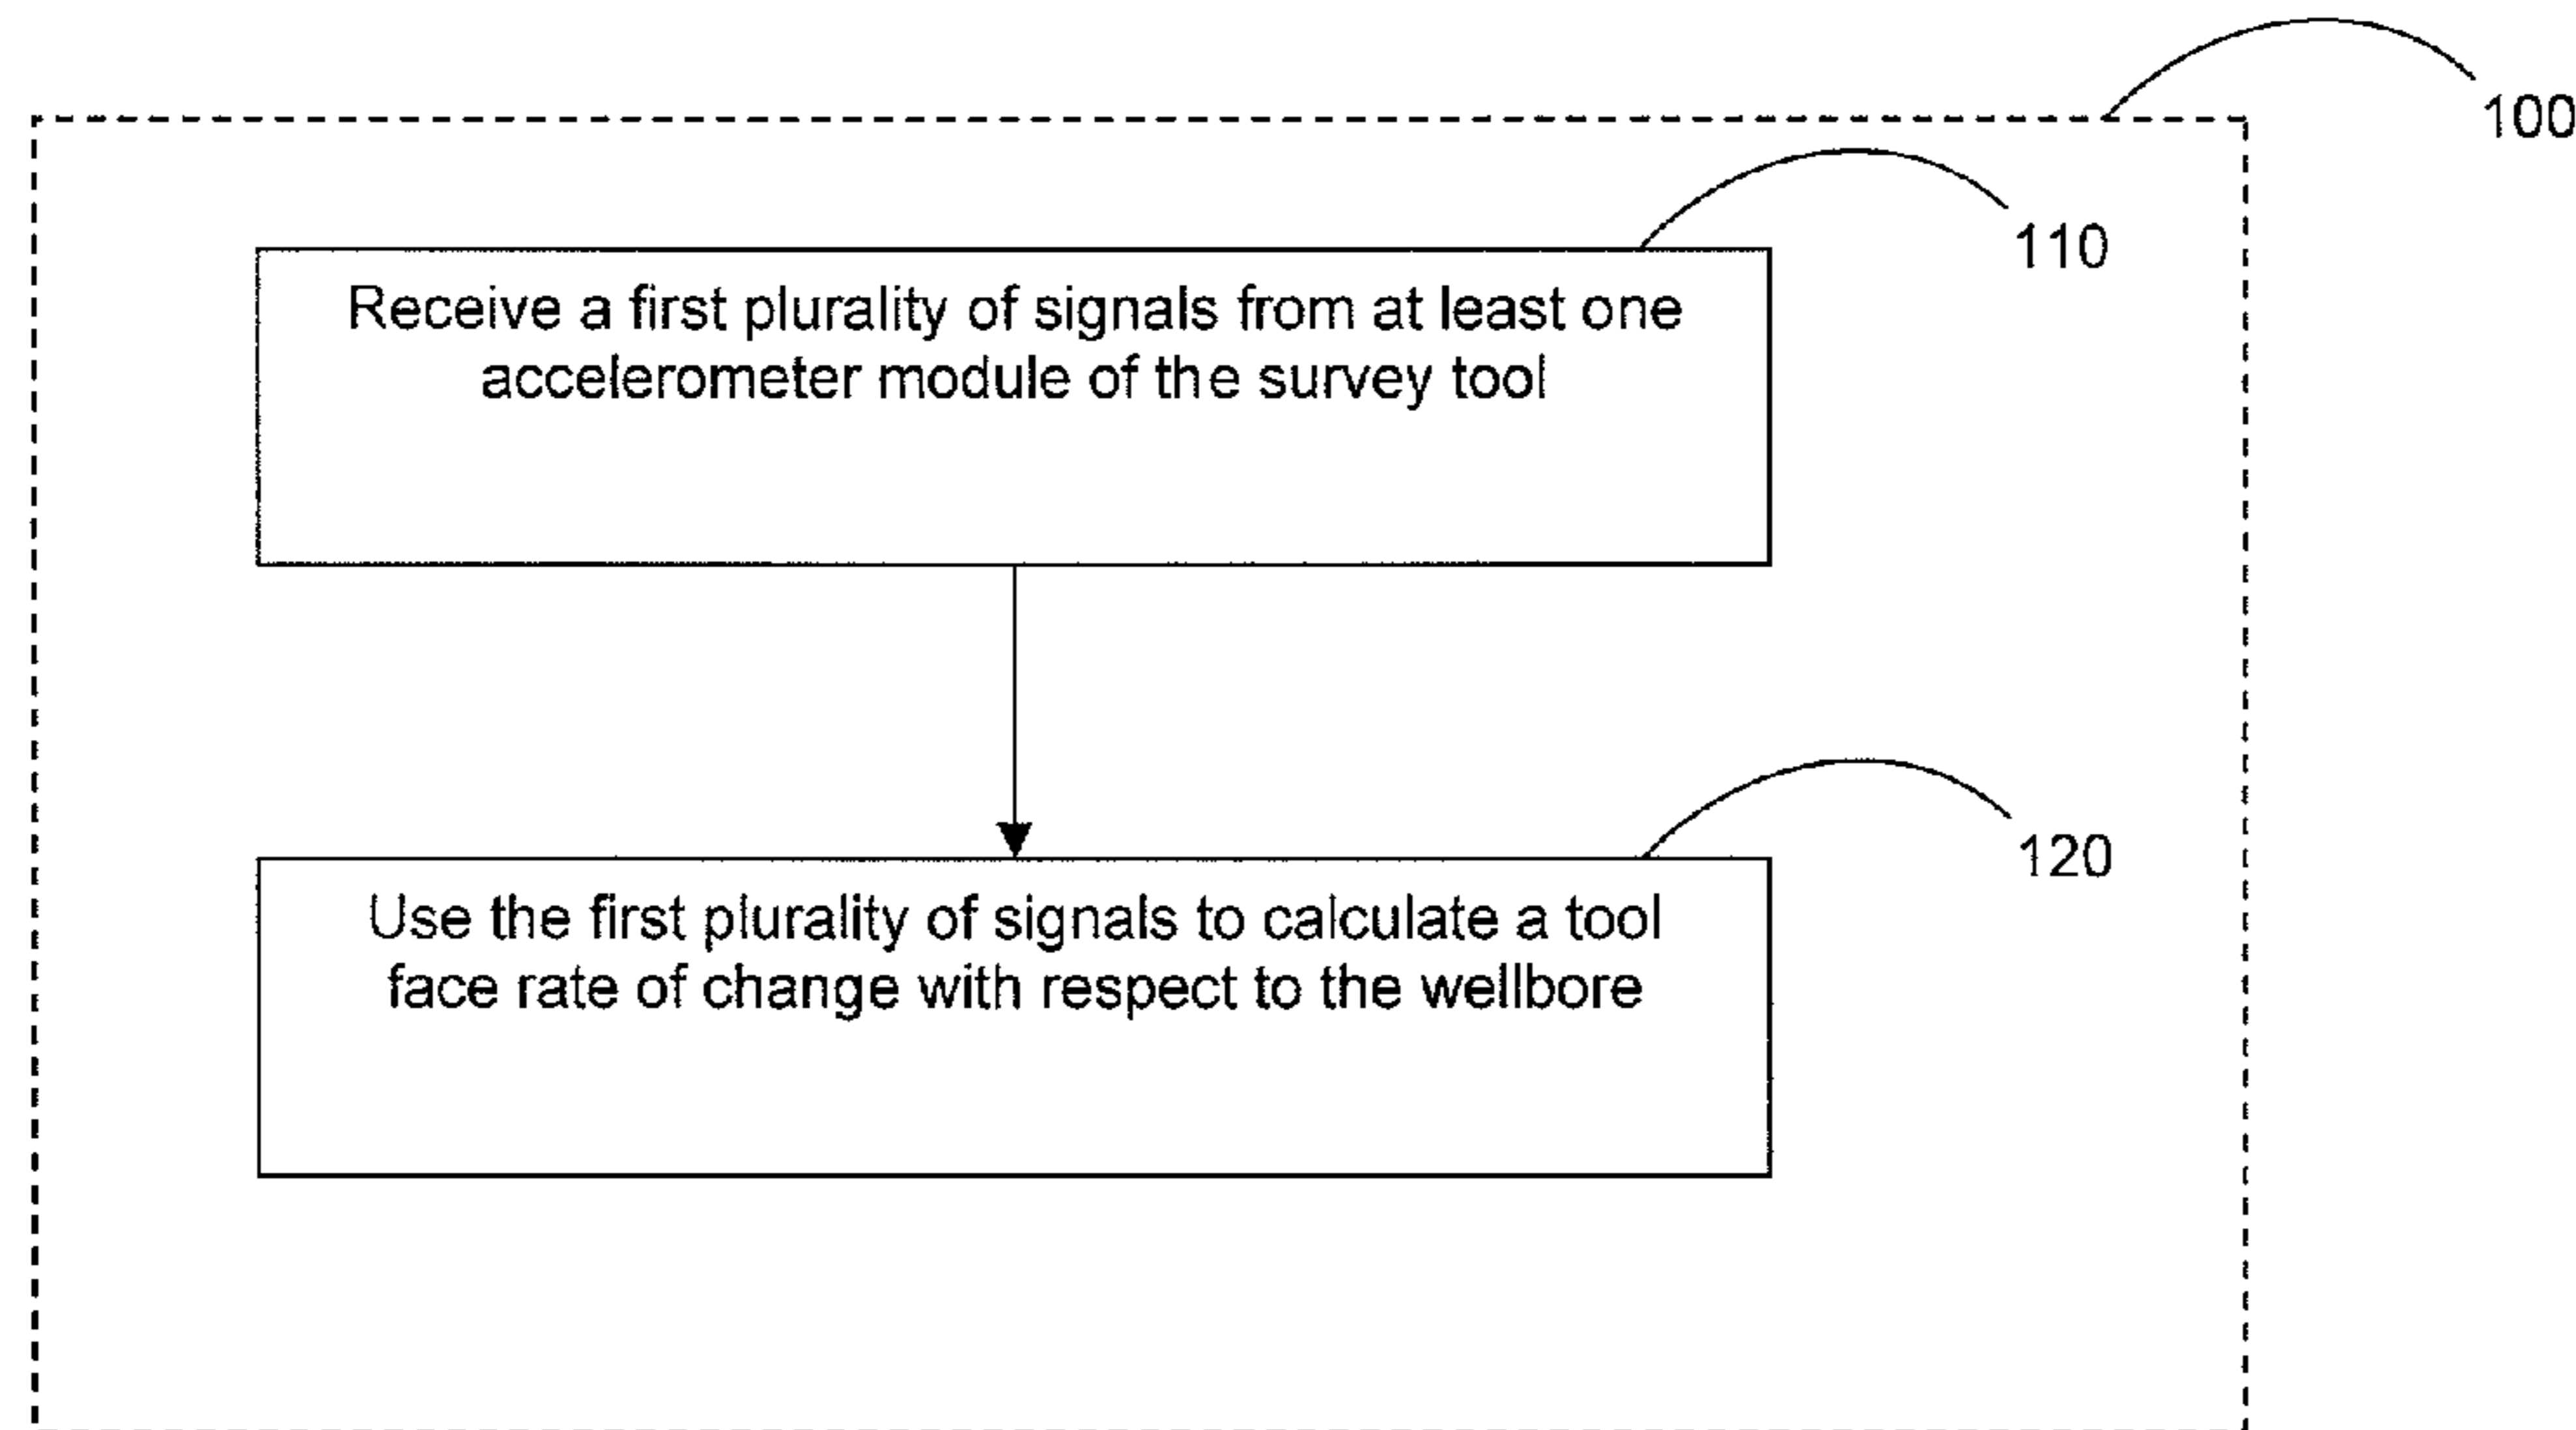 100
110
Receive a first plurality of signals from at least one
accelerometer module of the survey tool
120
Use the first plurality of signals to calculate a tool
face rate of change with respect to the wellbore